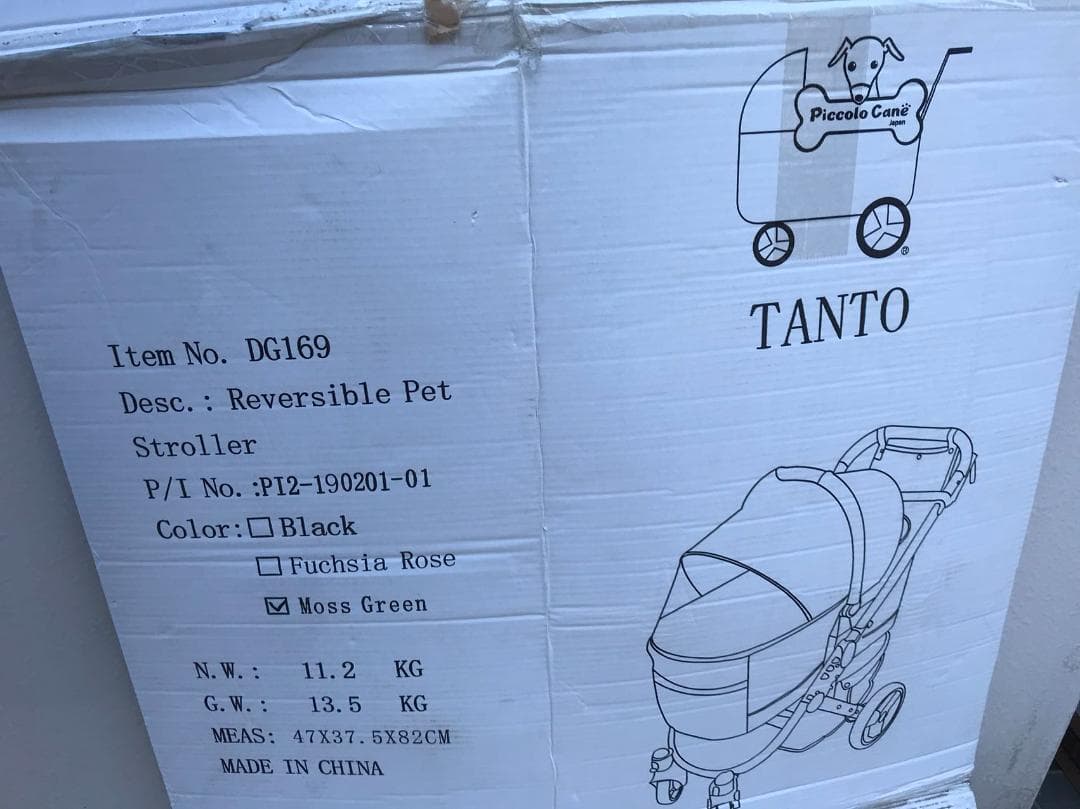 Piccolo Cane
Japan
®
TANTO
Item No. DG169
Desc.: Reversible Pet
Stroller
P/I No.:PI2-190201-01
Color:☐Black
☐Fuchsia Rose
☑Moss Green
N.W.: 11.2 KG
G.W.: 13.5 KG
MEAS: 47X37.5X82CM
MADE IN CHINA